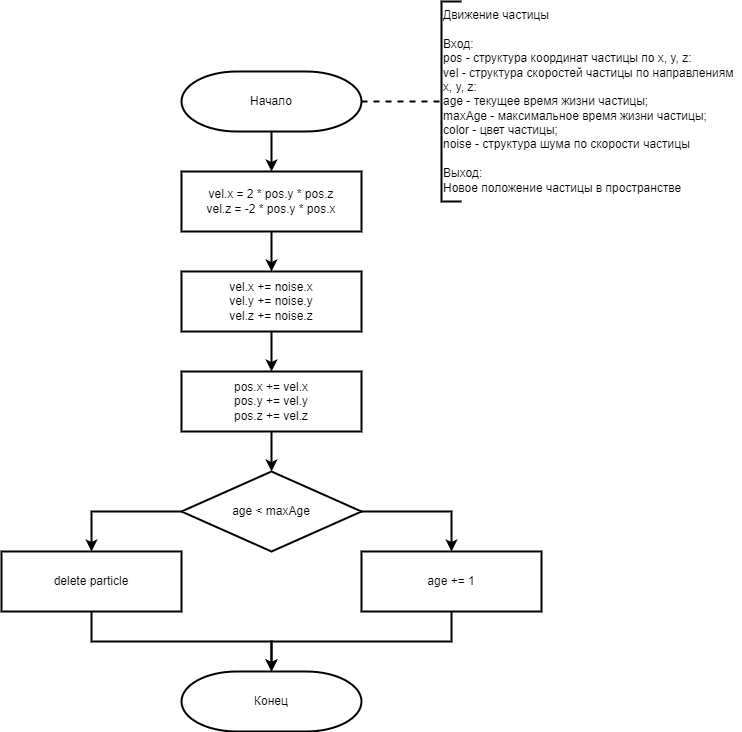 Движение частицы
Вход:
pos - структура координат частицы по x, y, z:
vel - структура скоростей частицы по направлениям
x, y, z:
age - текущее время жизни частицы;
maxAge - максимальное время жизни частицы;
color - цвет частицы;
noise - структура шума по скорости частицы
Выход:
Новое положение частицы в пространстве
Начало
vel.x = 2 * pos.y * pos.z
vel.z = -2 * pos.y * pos.x
vel.x += noise.x
vel.y += noise.y
vel.z += noise.z
pos.x += vel.x
pos.y += vel.y
pos.z += vel.z
age < maxAge
delete particle
age += 1
Конец